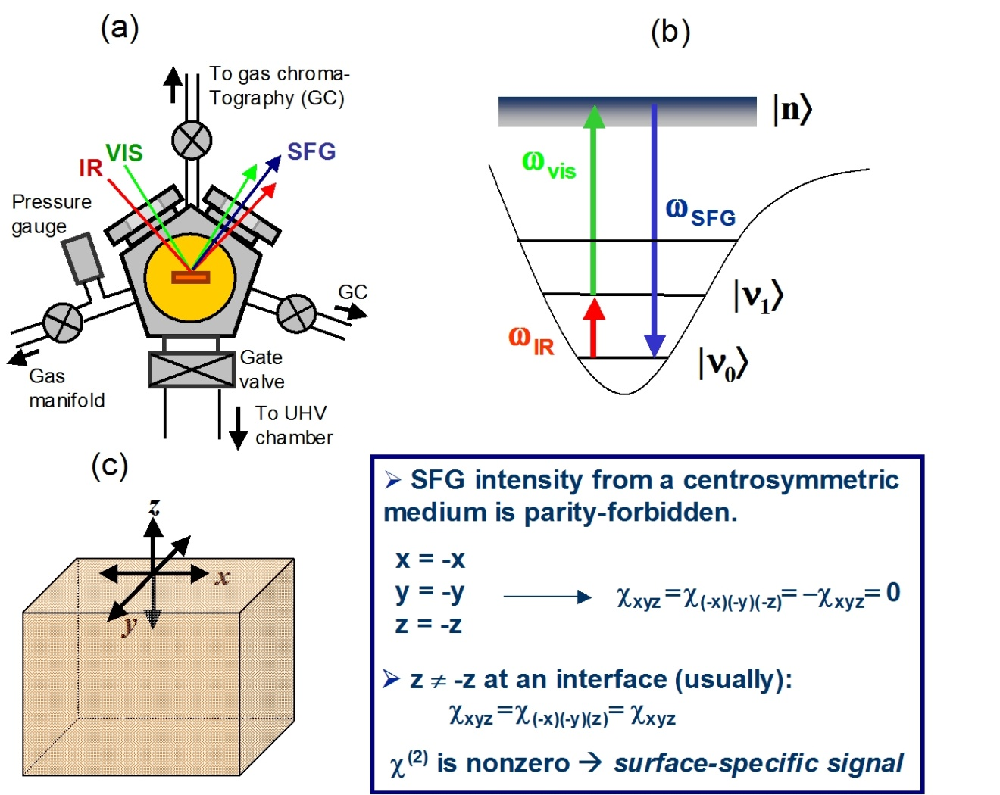 (a)
To gas chroma-
Tography (GC)
VIS
IR
SFG
Pressure
gauge
GC
Gas
manifold
Gate
valve
To UHV
chamber
(b)
|n⟩
ωvis
ωSFG
|ν1⟩
ωIR
|ν0⟩
(c)
z
x
y
➢ SFG intensity from a centrosymmetric
medium is parity-forbidden.
x = -x
y = -y
z = -z
χxyz = χ(-x)(-y)(-z) = −χxyz = 0
➢ z ≠ -z at an interface (usually):
χxyz = χ(-x)(-y)(z) = χxyz
χ(2) is nonzero → surface-specific signal